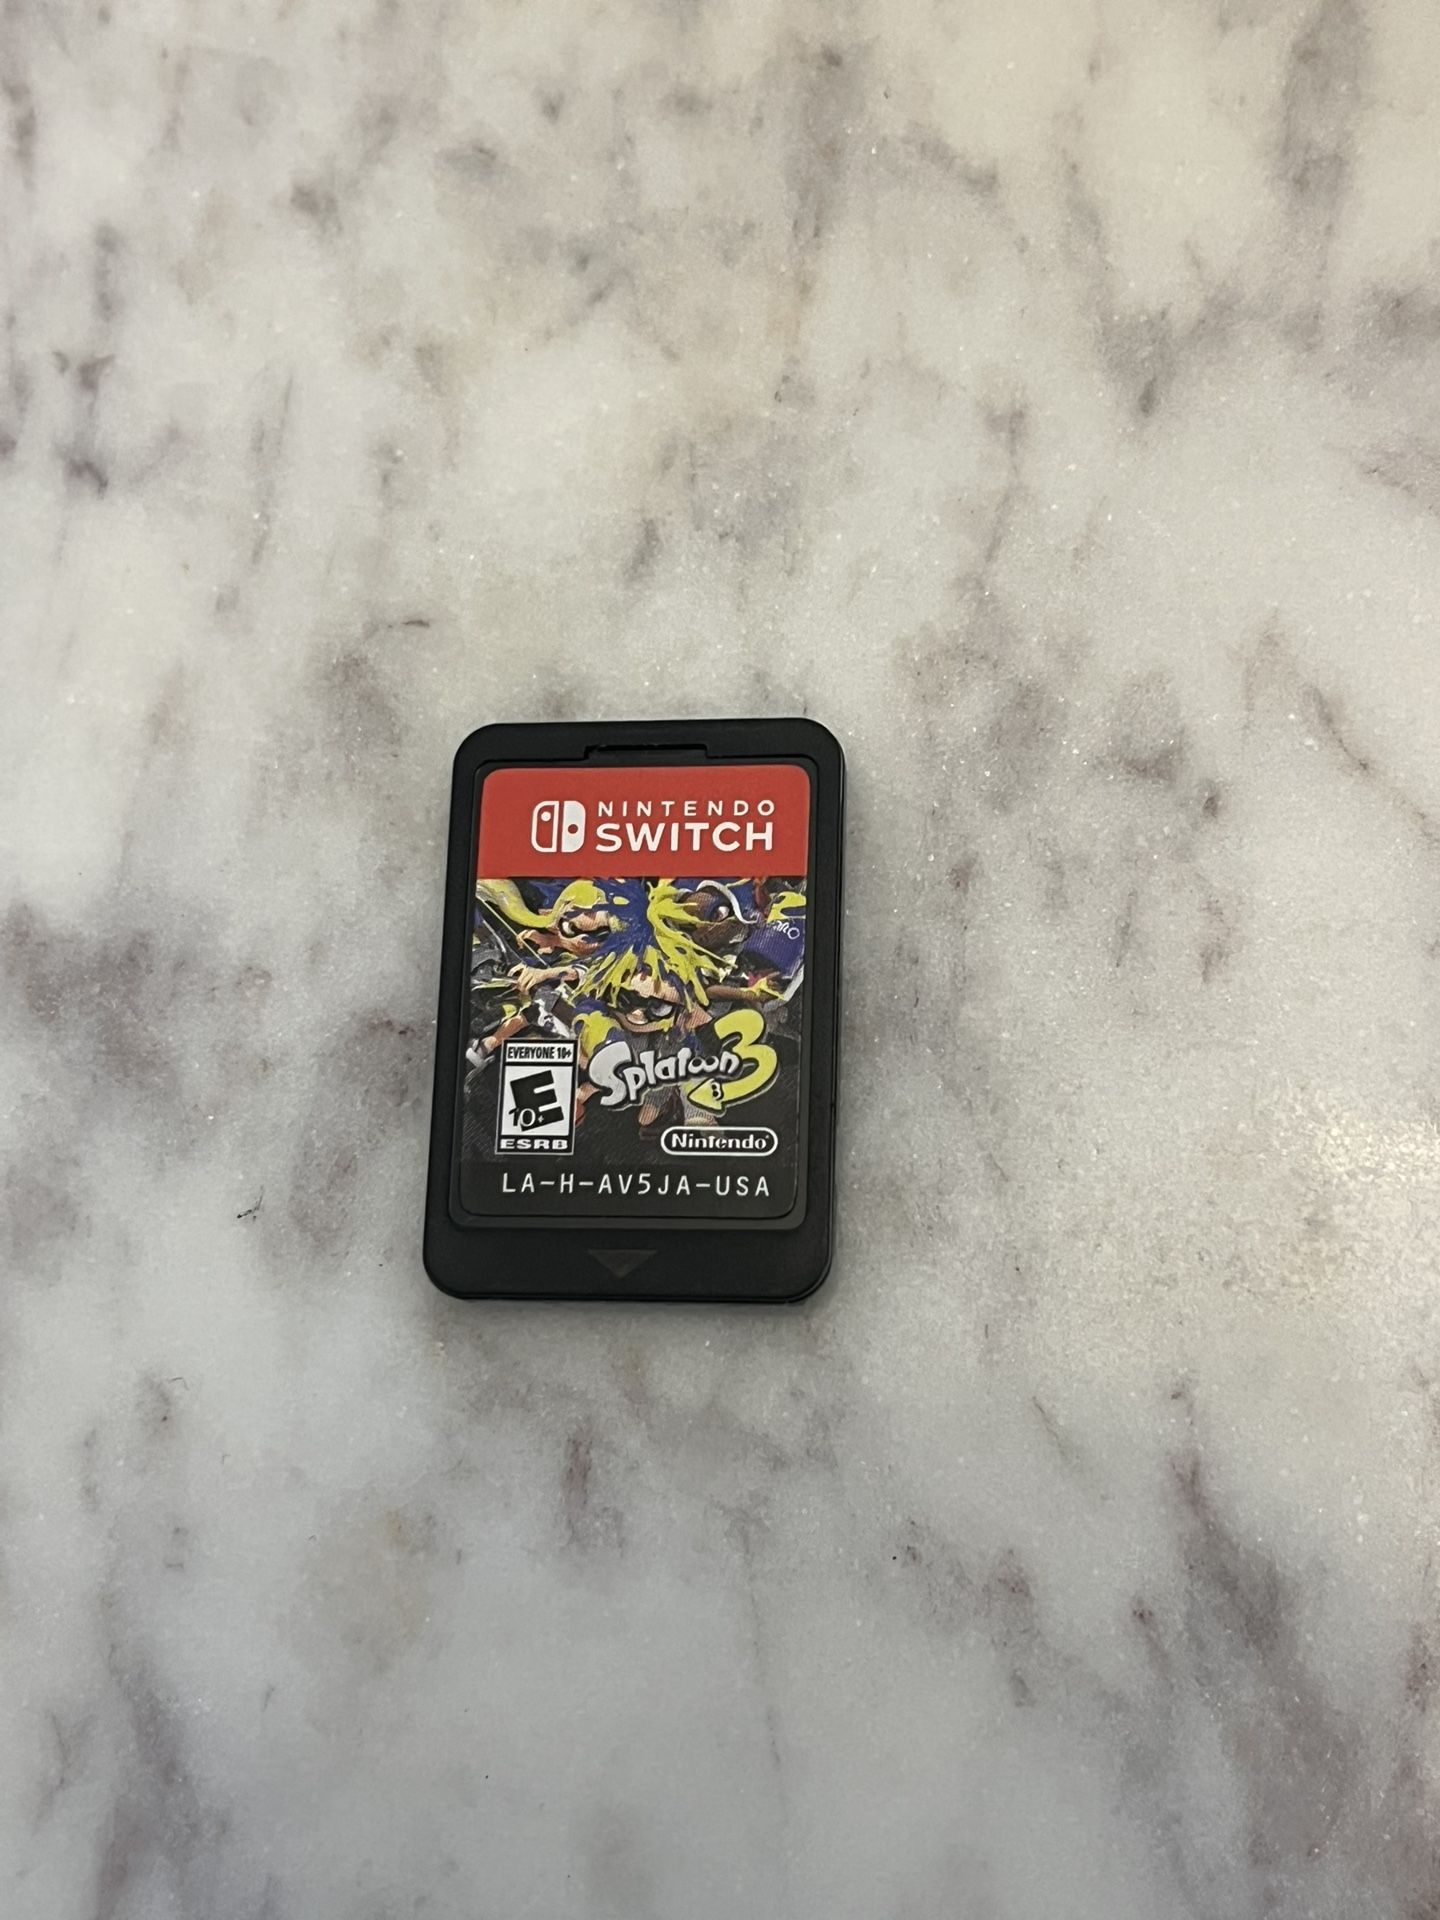 NINTENDO
SWITCH
EVERYONE 10+
E
10+
ESRB
Splatoon 3
Nintendo®
LA-H-AV5JA-USA